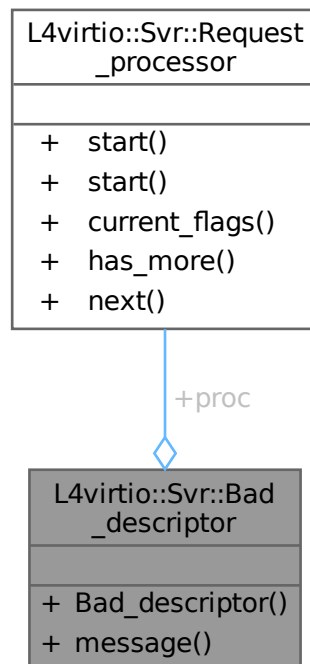 L4virtio::Svr::Request
_processor
+ start()
+ start()
+ current_flags()
+ has_more()
+ next()
+proc
L4virtio::Svr::Bad
_descriptor
+ Bad_descriptor()
+ message()